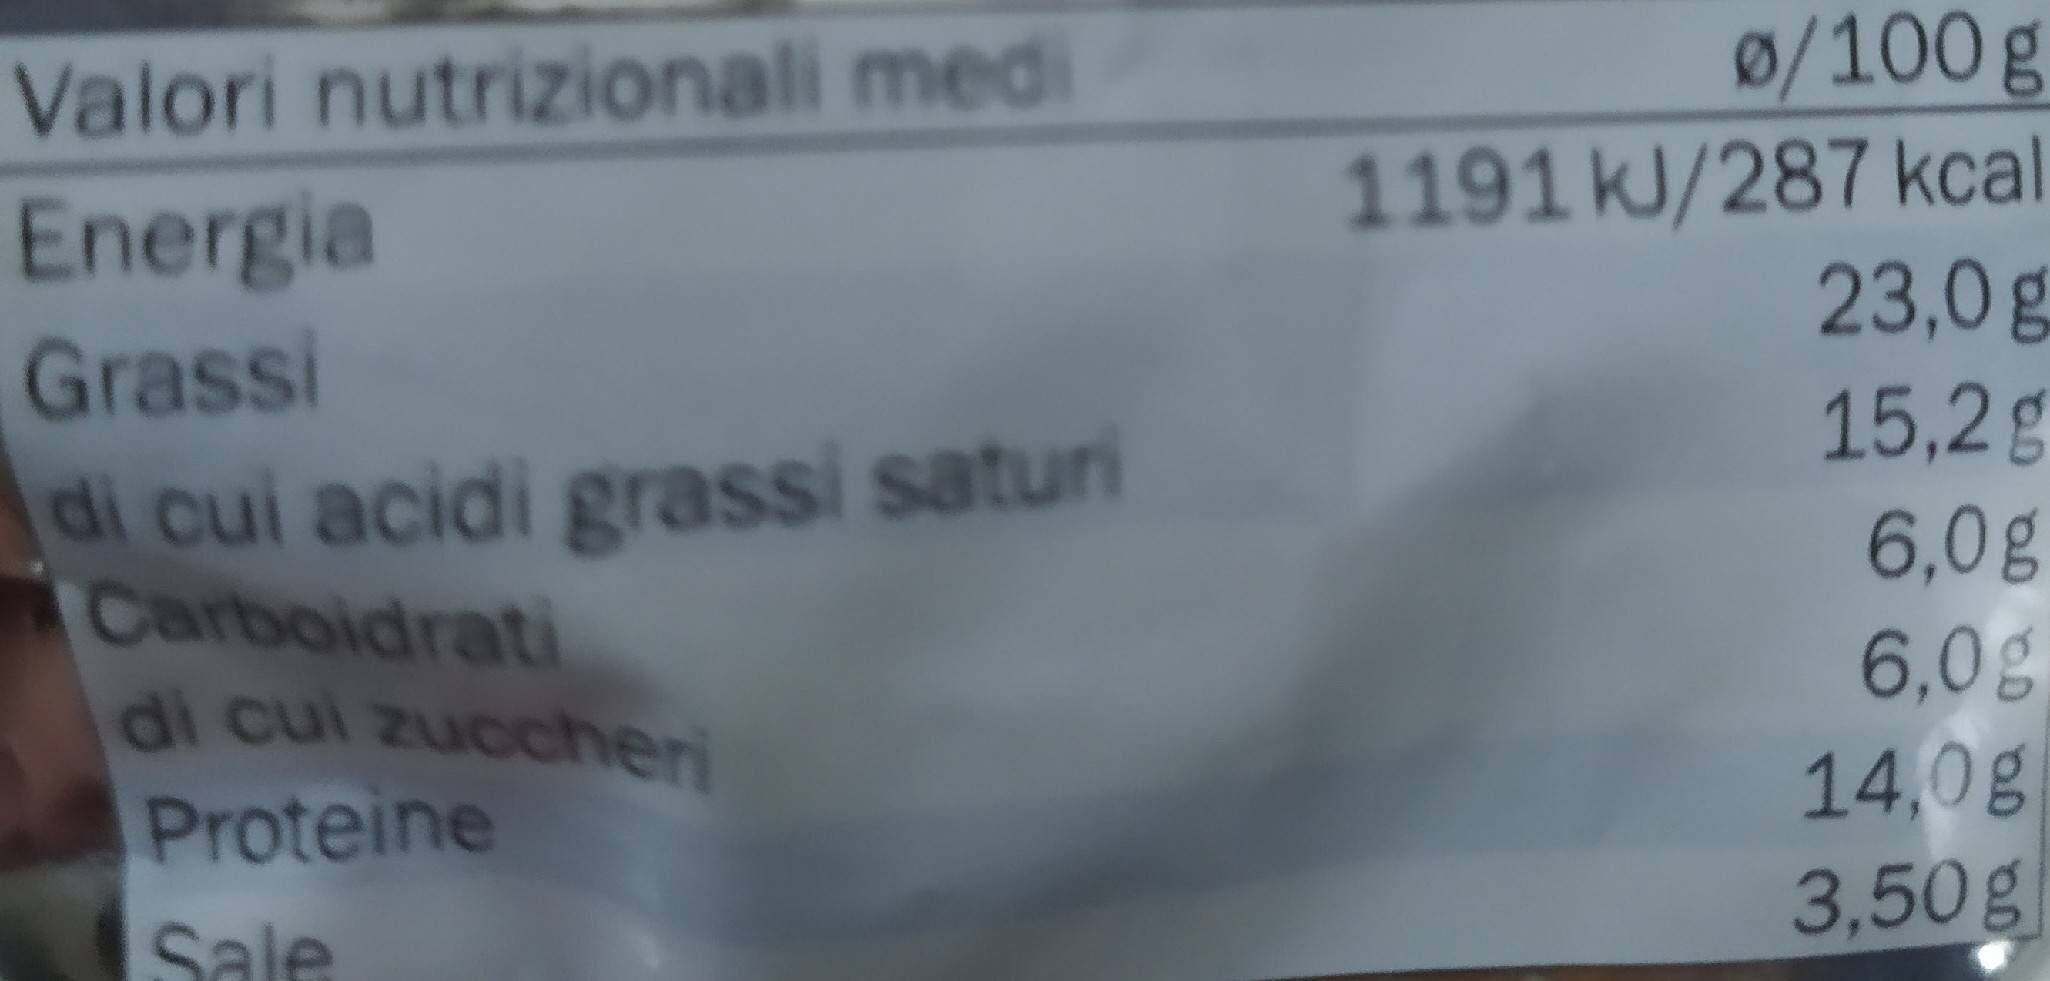 Valori nutrizionali medi ø/100 g
Energia 1191 kJ/287 kcal
Grassi 23,0 g
di cui acidi grassi saturi 15,2 g
Carboidrati 6,0 g
di cui zuccheri 6,0 g
Proteine 14,0 g
Sale 3,50 g